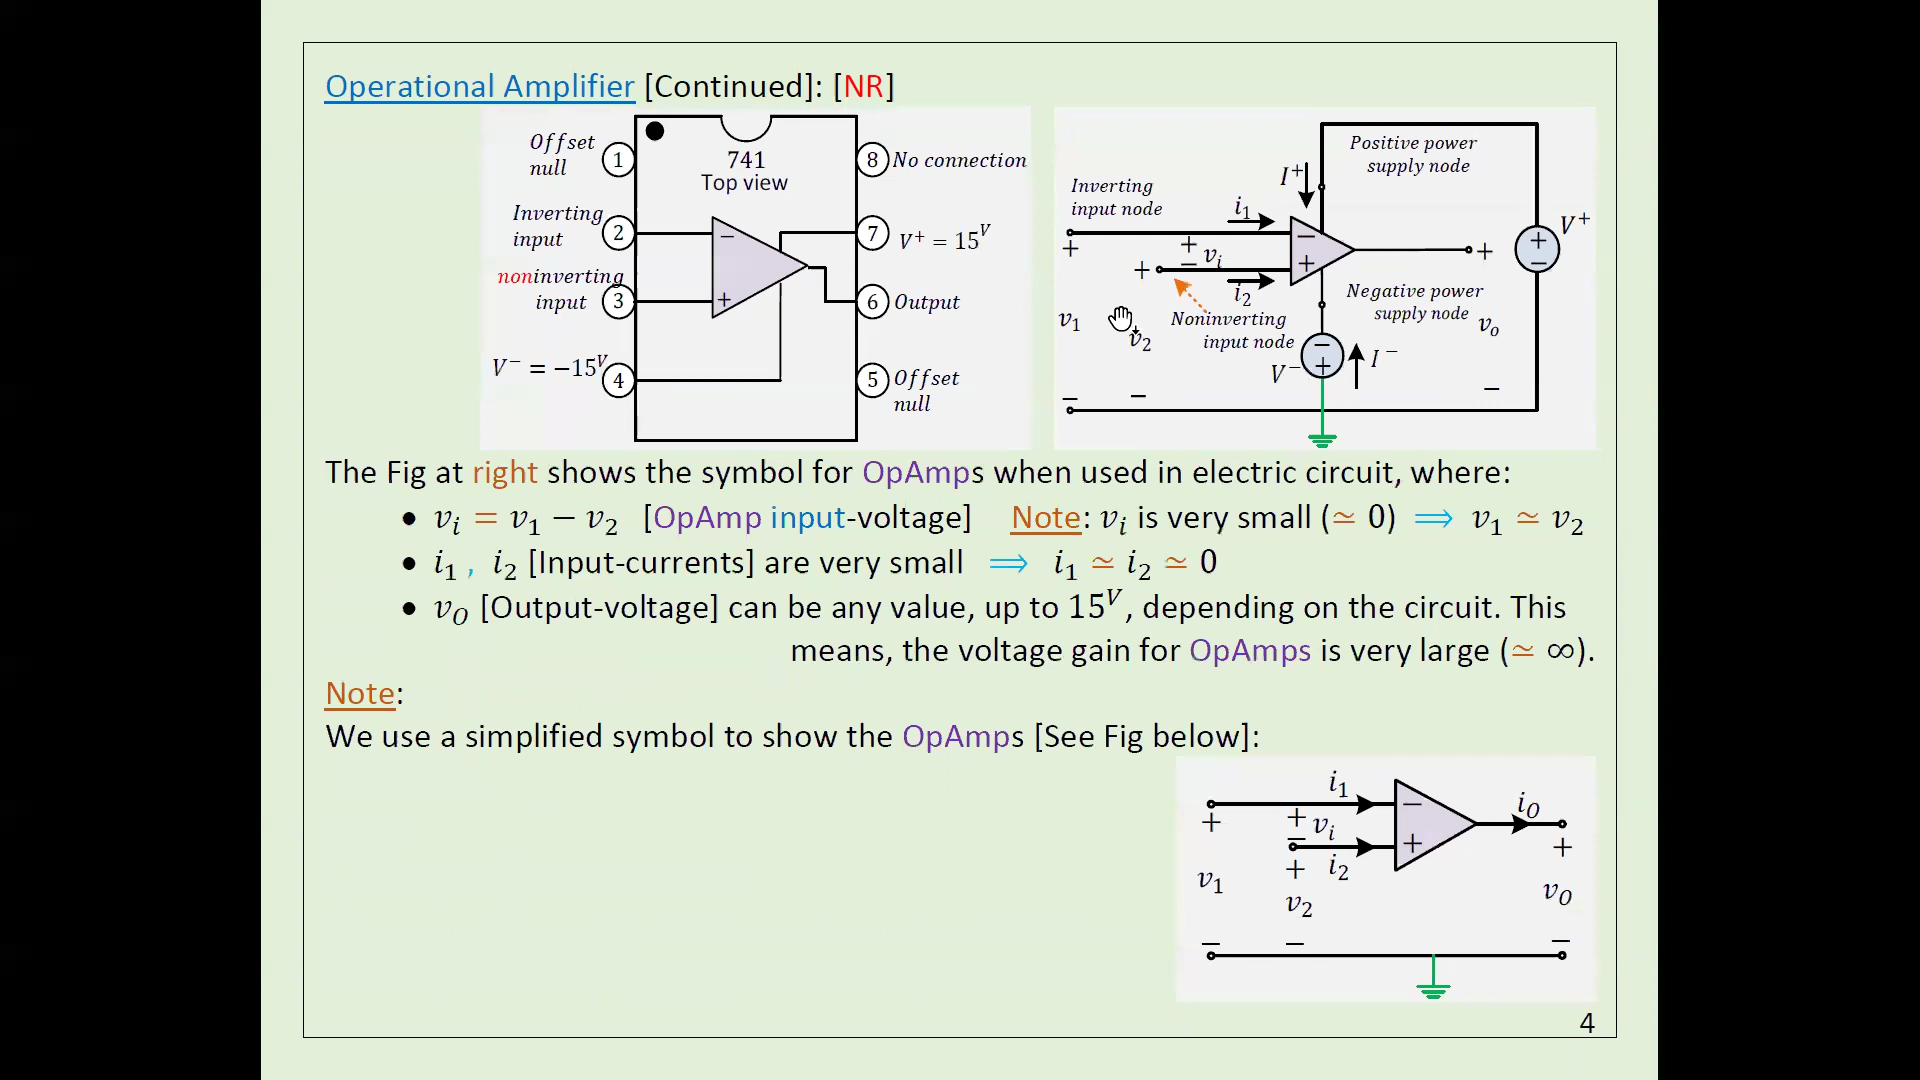 Operational Amplifier [Continued]: [NR]
Offset
null
1
741
Top view
8 No connection
Inverting
input
2
−
7 V⁺ = 15ⱽ
noninverting
input
3
+
6 Output
V⁻ = −15ⱽ
4
5 Offset
null
Positive power
supply node
I⁺
Inverting
input node
i₁
V⁺
+
−
+
−
vᵢ
+
−
+
+
+
−
i₂
Negative power
supply node
v₁
v₂
Noninverting
input node
vₒ
−
+
V⁻
I⁻
−
−
−
The Fig at right shows the symbol for OpAmps when used in electric circuit, where:
• vᵢ = v₁ − v₂ [OpAmp input-voltage] Note: vᵢ is very small (≃ 0) ⟹ v₁ ≃ v₂
• i₁ , i₂ [Input-currents] are very small ⟹ i₁ ≃ i₂ ≃ 0
• v_O [Output-voltage] can be any value, up to 15ⱽ, depending on the circuit. This
means, the voltage gain for OpAmps is very large (≃ ∞).
Note:
We use a simplified symbol to show the OpAmps [See Fig below]:
i₁
−
i_O
+
+
−
vᵢ
+
+
+
i₂
v₁
v₂
v_O
−
−
−
4